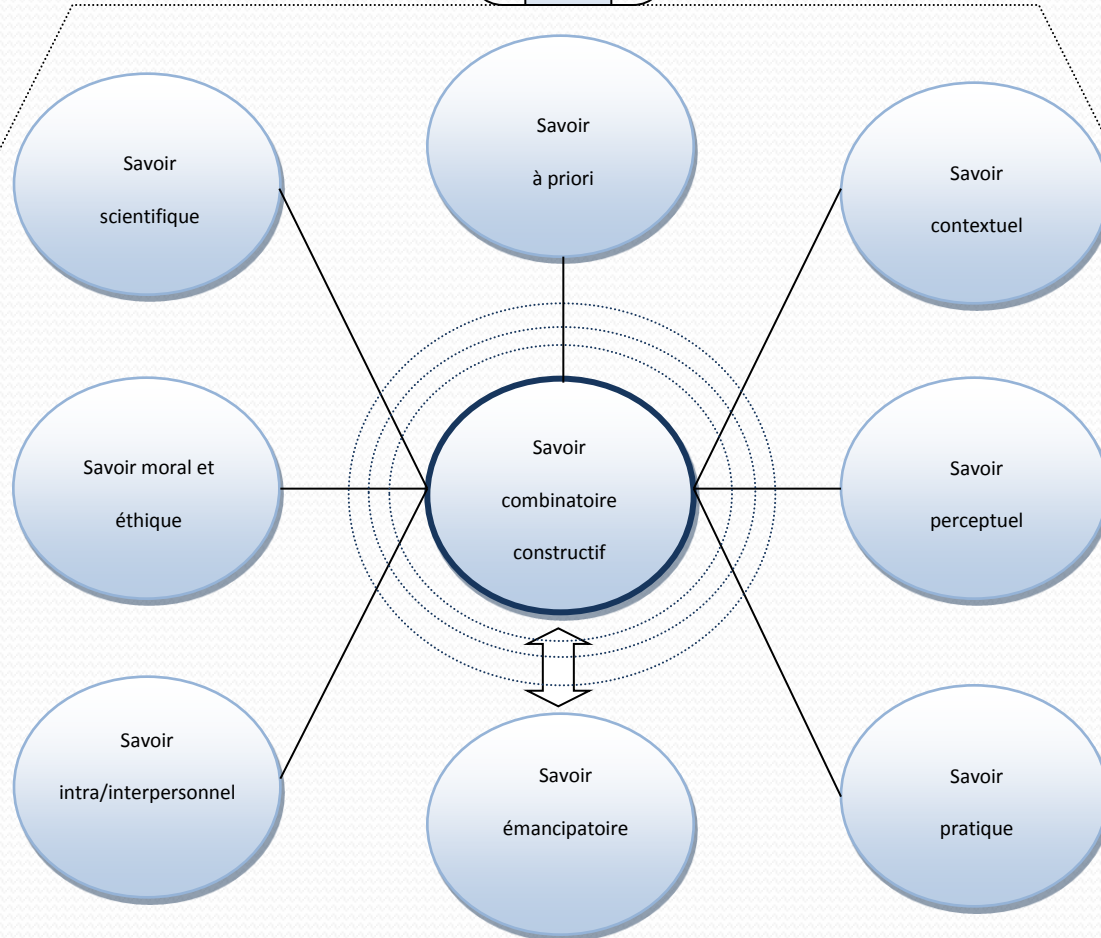 Savoir
scientifique
Savoir
à priori
Savoir
contextuel
Savoir moral et
éthique
Savoir
combinatoire
constructif
Savoir
perceptuel
Savoir
intra/interpersonnel
Savoir
émancipatoire
Savoir
pratique